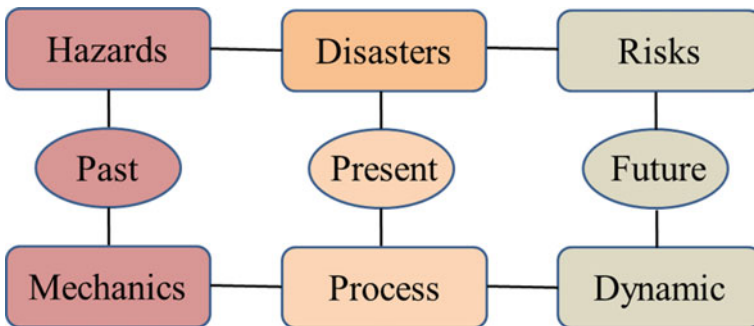 Hazards
Disasters
Risks
Past
Present
Future
Mechanics
Process
Dynamic